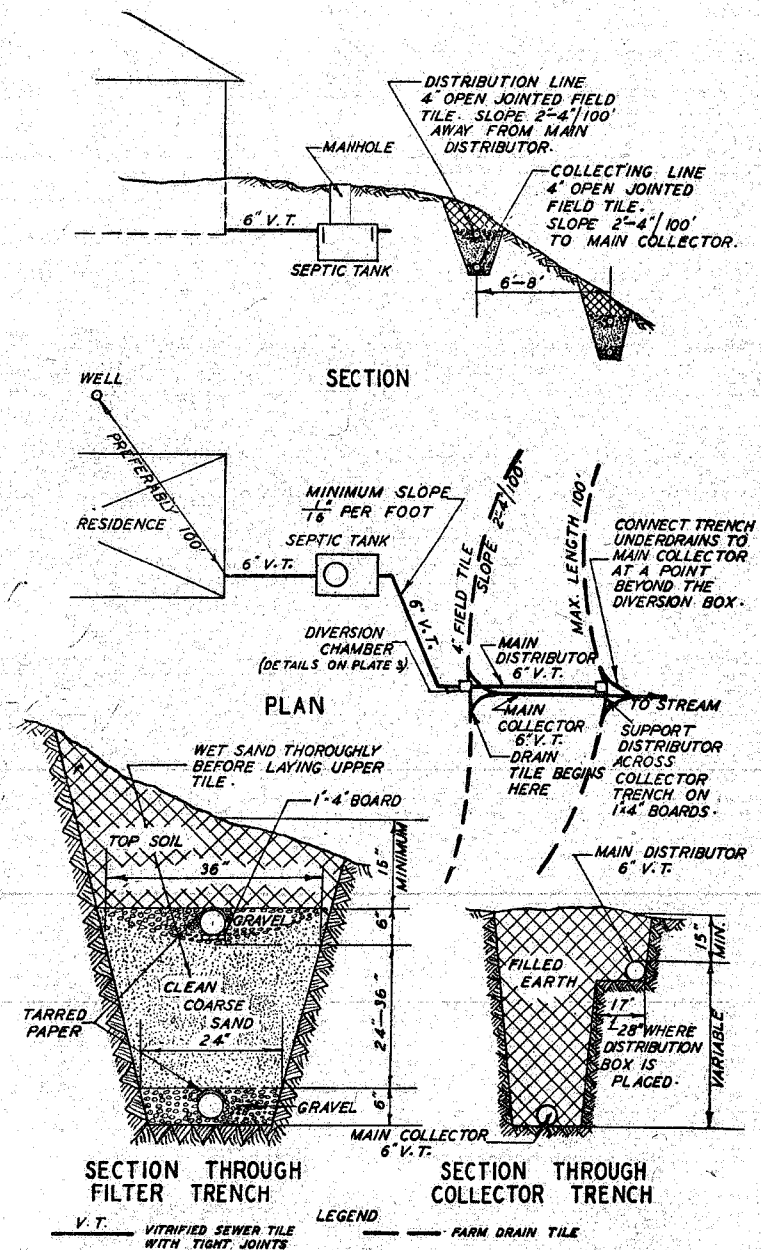 DISTRIBUTION LINE
4" OPEN JOINTED FIELD
TILE. SLOPE 2"-4"/100'
AWAY FROM MAIN
DISTRIBUTOR.
MANHOLE
COLLECTING LINE
4" OPEN JOINTED
FIELD TILE.
SLOPE 2"-4"/100'
TO MAIN COLLECTOR.
6" V.T.
SEPTIC TANK
6'-8'
SECTION
WELL
PREFERRABLY 100'
RESIDENCE
MINIMUM SLOPE
1"/16 PER FOOT
SEPTIC TANK
6" V.T.
6" V.T.
4" FIELD TILE
SLOPE 2"-4"/100'
MAX. LENGTH 100'
CONNECT TRENCH
UNDERDRAINS TO
MAIN COLLECTOR
AT A POINT
BEYOND THE
DIVERSION BOX.
DIVERSION
CHAMBER
(DETAILS ON PLATE 3)
MAIN
DISTRIBUTOR
6" V.T.
PLAN
MAIN
COLLECTOR
6" V.T.
TO STREAM
DRAIN
TILE BEGINS
HERE
SUPPORT
DISTRIBUTOR
ACROSS
COLLECTOR
TRENCH ON
1"x4" BOARDS.
WET SAND THOROUGHLY
BEFORE LAYING UPPER
TILE.
1"x4" BOARD
TOP SOIL
36"
15"
MINIMUM
GRAVEL
6"
CLEAN
COARSE
SAND
24"-36"
TARRED
PAPER
24"
GRAVEL
6"
MAIN DISTRIBUTOR
6" V.T.
15"
MIN.
FILLED
EARTH
17"
28" WHERE
DISTRIBUTION
BOX IS
PLACED.
VARIABLE
MAIN COLLECTOR
6" V.T.
SECTION THROUGH
FILTER TRENCH
SECTION THROUGH
COLLECTOR TRENCH
LEGEND
V.T.
VITRIFIED SEWER TILE
WITH TIGHT JOINTS
FARM DRAIN TILE